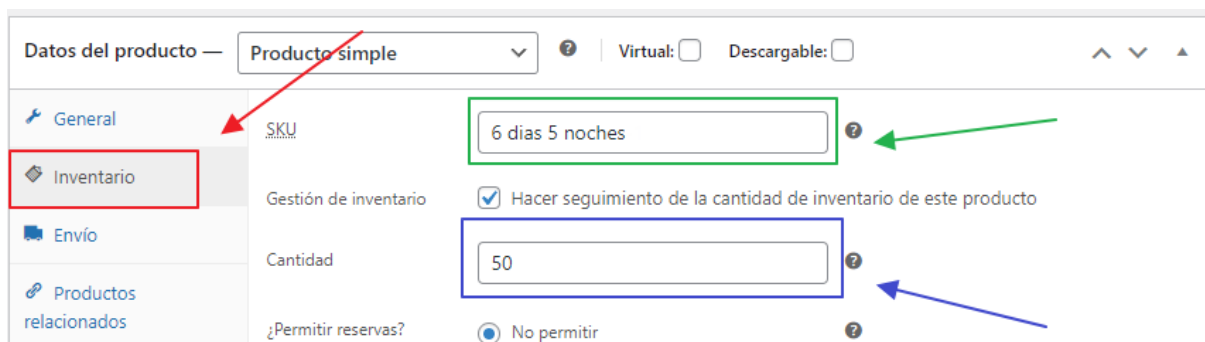 Datos del producto — Producto simple Virtual: Descargable:
General
SKU 6 dias 5 noches
Inventario
Gestión de inventario Hacer seguimiento de la cantidad de inventario de este producto
Envío
Cantidad 50
Productos
relacionados
¿Permitir reservas? No permitir